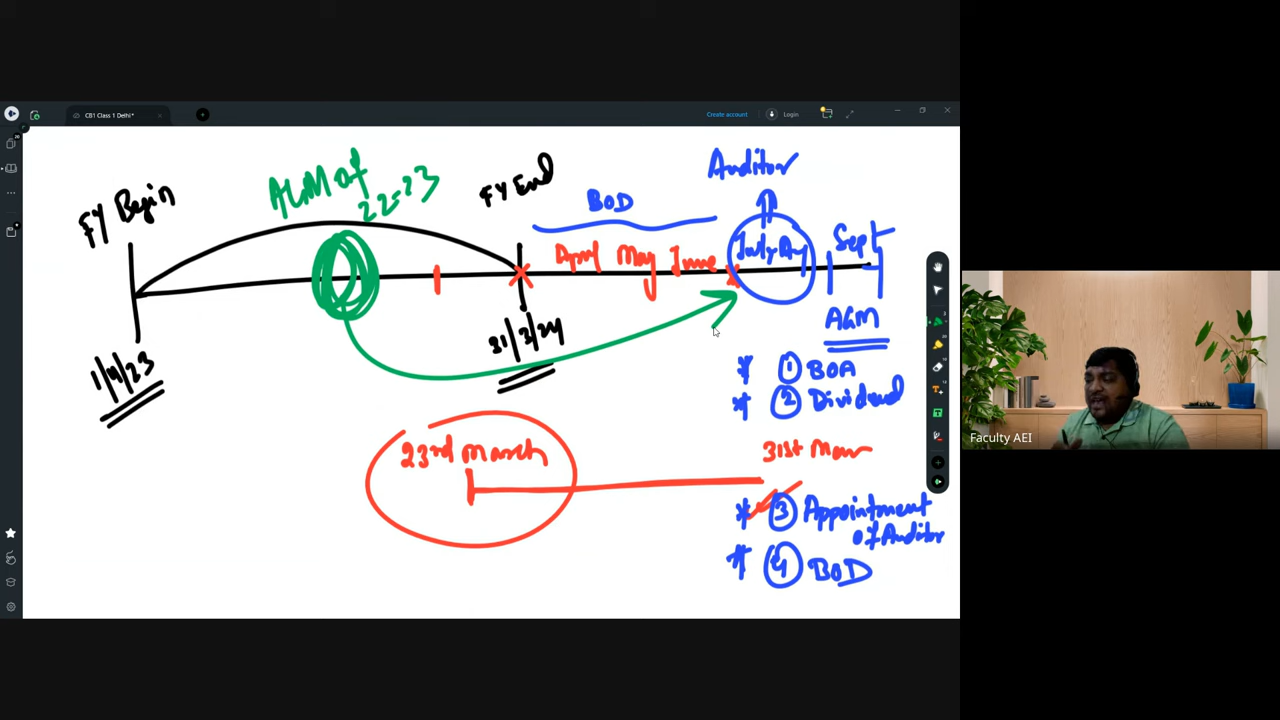 CB1 Class 1 Delhi*
Create account
Login
FY Begin
AGM of
22-23
FY End
BOD
Auditor
April May June
July Aug
Sept
1/4/23
31/3/24
AGM
* ① BOA
* ② Dividend
23rd March
31st Mar
* ③ Appointment
of Auditor
* ④ BOD
Faculty AEI